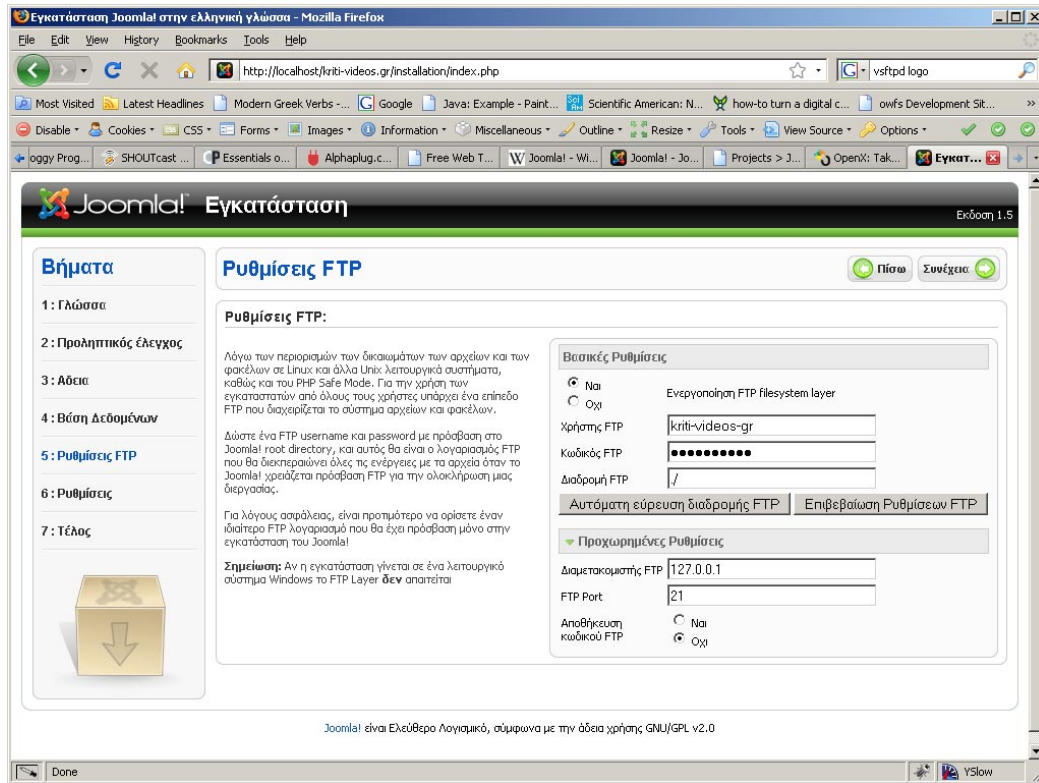 Εγκατάσταση Joomla! στην ελληνική γλώσσα - Mozilla Firefox
File Edit View History Bookmarks Tools Help
http://localhost/kriti-videos.gr/installation/index.php
vsftpd logo
Most Visited Latest Headlines Modern Greek Verbs -... Google Java: Example - Paint... Scientific American: N... how-to turn a digital c... owfs Development Sit...
Disable Cookies CSS Forms Images Information Miscellaneous Outline Resize Tools View Source Options
oggy Prog... SHOUTcast ... Essentials o... Alphaplug.c... Free Web T... Joomla! - Wi... Joomla! - Jo... Projects > J... OpenX: Tak... Εγκατ...
Joomla! Εγκατάσταση
Εκδοση 1.5
Βήματα
1 : Γλώσσα
2 : Προληπτικός έλεγχος
3 : Αδεια
4 : Βάση Δεδομένων
5 : Ρυθμίσεις FTP
6 : Ρυθμίσεις
7 : Τέλος
Ρυθμίσεις FTP
Πίσω Συνέχεια
Ρυθμίσεις FTP:
Λόγω των περιορισμών των δικαιωμάτων των αρχείων και των
φακέλων σε Linux και άλλα Unix λειτουργικά συστήματα,
καθώς και του PHP Safe Mode. Για την χρήση των
εγκαταστατών από όλους τους χρήστες υπάρχει ένα επίπεδο
FTP που διαχειρίζεται το σύστημα αρχείων και φακέλων.
Δώστε ένα FTP username και password με πρόσβαση στο
Joomla! root directory, και αυτός θα είναι ο λογαριασμός FTP
που θα διεκπεραιώνει όλες τις ενέργειες με τα αρχεία όταν το
Joomla! χρειάζεται πρόσβαση FTP για την ολοκλήρωση μιας
διεργασίας.
Για λόγους ασφάλειας, είναι προτιμότερο να ορίσετε έναν
ιδιαίτερο FTP λογαριασμό που θα έχει πρόσβαση μόνο στην
εγκατάσταση του Joomla!
Σημείωση: Αν η εγκατάσταση γίνεται σε ένα λειτουργικό
σύστημα Windows το FTP Layer δεν απαιτείται
Βασικές Ρυθμίσεις
Ναι
Οχι
Ενεργοποίηση FTP filesystem layer
Χρήστης FTP kriti-videos-gr
Κωδικός FTP ●●●●●●●●●●
Διαδρομή FTP ./
Αυτόματη εύρευση διαδρομής FTP Επιβεβαίωση Ρυθμίσεων FTP
Προχωρημένες Ρυθμίσεις
Διαμετακομιστής FTP 127.0.0.1
FTP Port 21
Αποθήκευση
κωδικού FTP
Ναι
Οχι
Joomla! είναι Ελεύθερο Λογισμικό, σύμφωνα με την άδεια χρήσης GNU/GPL v2.0
Done
YSlow